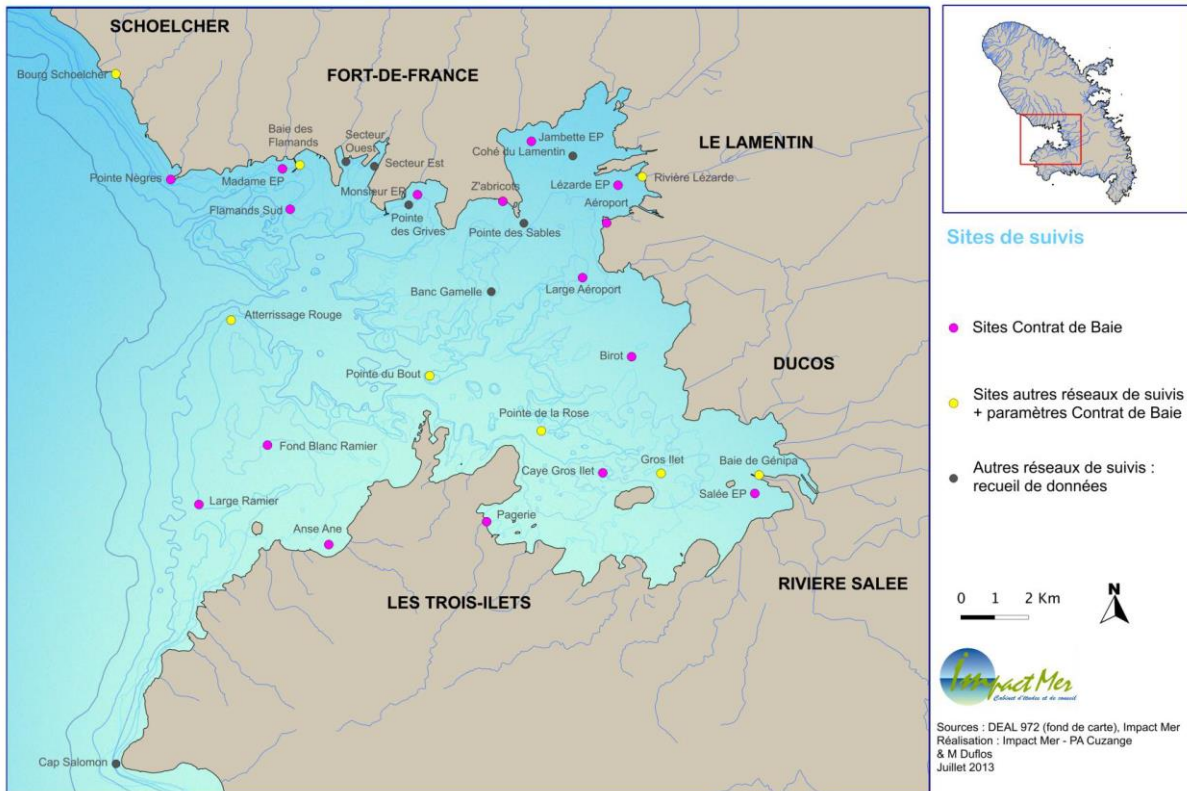 SCHOELCHER
Bourg Schoelcher
FORT-DE-FRANCE
Baie des
Flamands
Secteur
Ouest
Secteur Est
Jambette EP
Cohé du Lamentin
LE LAMENTIN
Pointe Nègres
Madame EP
Monsieur EP
Z'abricots
Lézarde EP
Rivière Lézarde
Flamands Sud
Pointe
des Grives
Pointe des Sables
Aéroport
Banc Gamelle
Large Aéroport
Atterrissage Rouge
Birot
DUCOS
Pointe du Bout
Pointe de la Rose
Fond Blanc Ramier
Caye Gros Ilet
Gros Ilet
Baie de Génipa
Salée EP
Large Ramier
Anse Ane
Pagerie
RIVIERE SALEE
LES TROIS-ILETS
Cap Salomon
Sites de suivis
Sites Contrat de Baie
Sites autres réseaux de suivis
+ paramètres Contrat de Baie
Autres réseaux de suivis :
recueil de données
0 1 2 Km
N
Impact Mer
Cabinet d'études et de conseil
Sources : DEAL 972 (fond de carte), Impact Mer
Réalisation : Impact Mer - PA Cuzange
& M Duflos
Juillet 2013